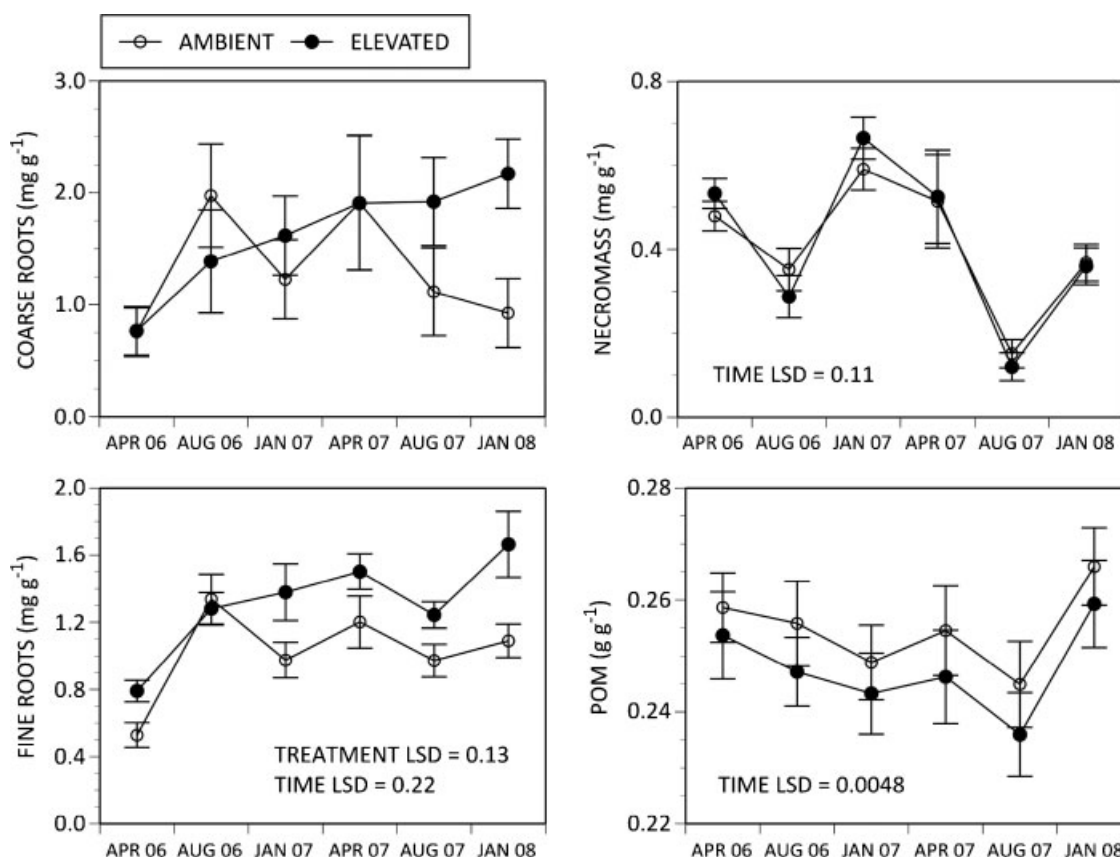 AMBIENT ELEVATED
3.0
2.0
1.0
0.0
COARSE ROOTS (mg g⁻¹)
APR 06 AUG 06 JAN 07 APR 07 AUG 07 JAN 08
0.8
0.4
0.0
NECROMASS (mg g⁻¹)
TIME LSD = 0.11
APR 06 AUG 06 JAN 07 APR 07 AUG 07 JAN 08
2.0
1.6
1.2
0.8
0.4
0.0
FINE ROOTS (mg g⁻¹)
TREATMENT LSD = 0.13
TIME LSD = 0.22
APR 06 AUG 06 JAN 07 APR 07 AUG 07 JAN 08
0.28
0.26
0.24
0.22
POM (g g⁻¹)
TIME LSD = 0.0048
APR 06 AUG 06 JAN 07 APR 07 AUG 07 JAN 08